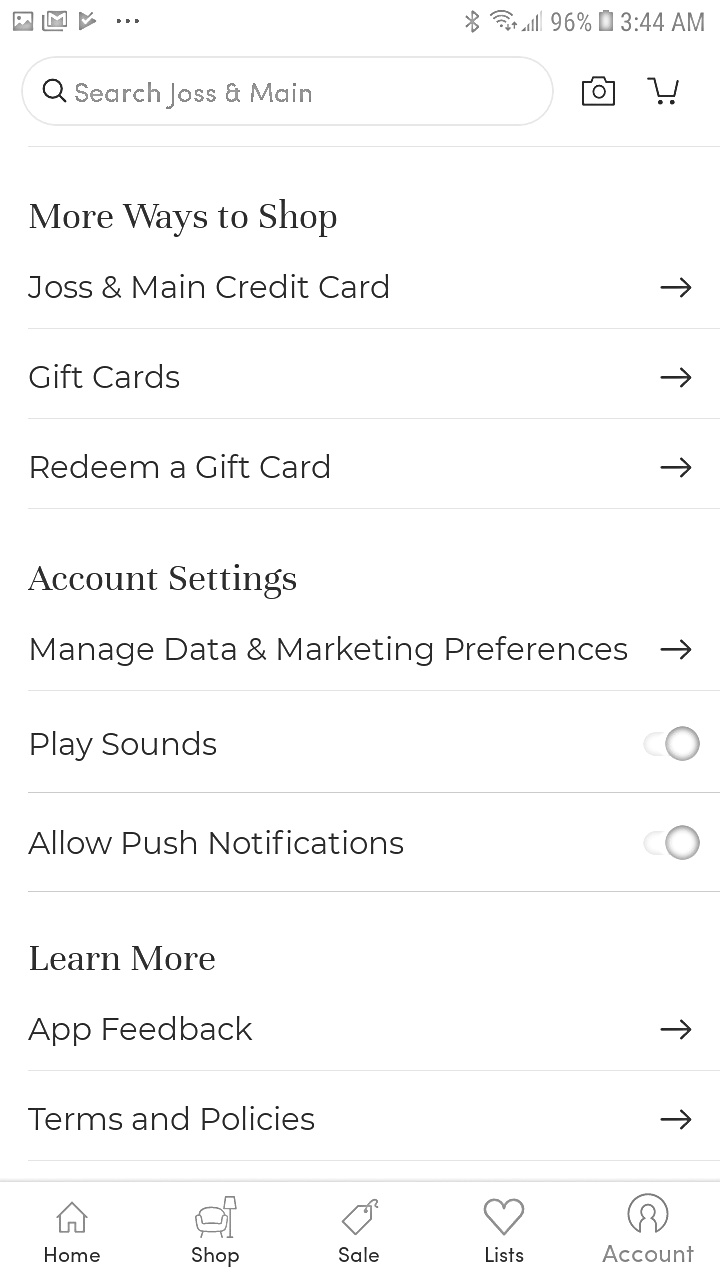 96% 3:44 AM
Search Joss & Main
More Ways to Shop
Joss & Main Credit Card
Gift Cards
Redeem a Gift Card
Account Settings
Manage Data & Marketing Preferences
Play Sounds
Allow Push Notifications
Learn More
App Feedback
Terms and Policies
Home Shop Sale Lists Account